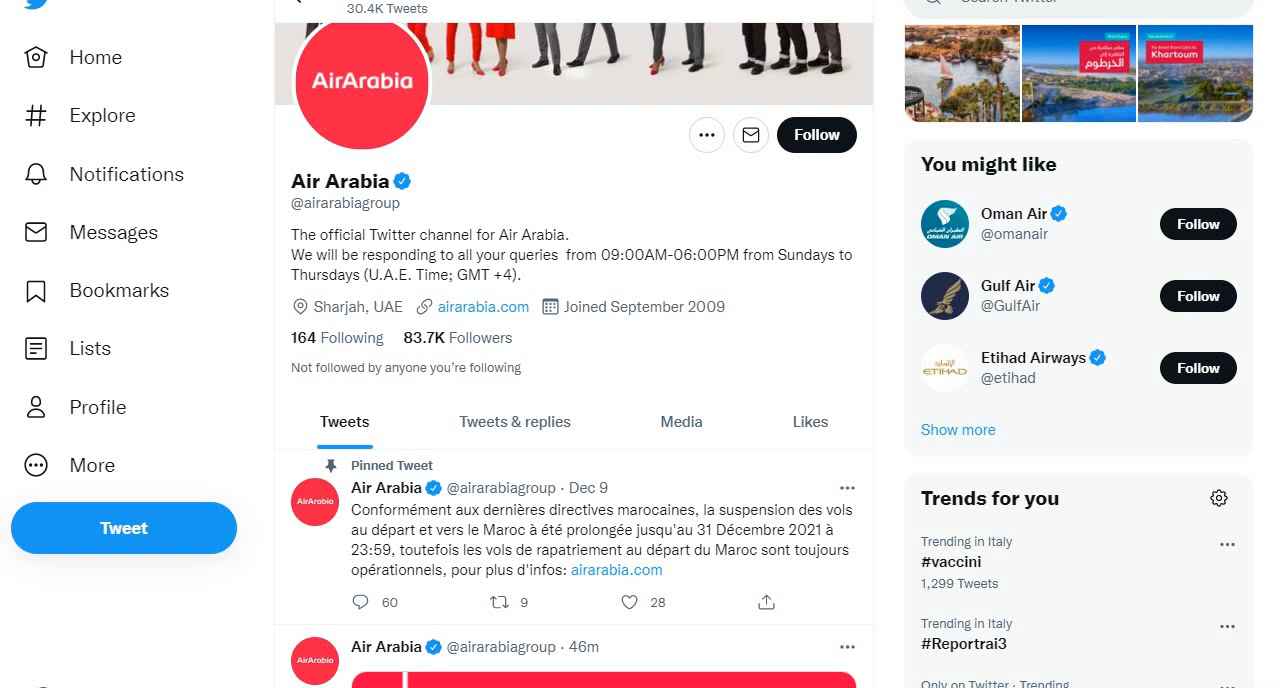 30.4K Tweets
Home
Explore
Notifications
Messages
Bookmarks
Lists
Profile
More
Tweet
AirArabia
Follow
Air Arabia
@airarabiagroup
The official Twitter channel for Air Arabia.
We will be responding to all your queries from 09:00AM-06:00PM from Sundays to
Thursdays (U.A.E. Time; GMT +4).
Sharjah, UAE airarabia.com Joined September 2009
164 Following 83.7K Followers
Not followed by anyone you're following
Tweets Tweets & replies Media Likes
Pinned Tweet
AirArabia
Air Arabia @airarabiagroup · Dec 9
Conformément aux dernières directives marocaines, la suspension des vols
au départ et vers le Maroc à été prolongée jusqu'au 31 Décembre 2021 à
23:59, toutefois les vols de rapatriement au départ du Maroc sont toujours
opérationnels, pour plus d'infos: airarabia.com
60 9 28
AirArabia
Air Arabia @airarabiagroup · 46m
Search Twitter
الخرطوم
Khartoum
You might like
OMAN AIR
Oman Air
@omanair
Follow
Gulf Air
@GulfAir
Follow
ETIHAD
Etihad Airways
@etihad
Follow
Show more
Trends for you
Trending in Italy
#vaccini
1,299 Tweets
Trending in Italy
#Reportrai3
Only on Twitter · Trending